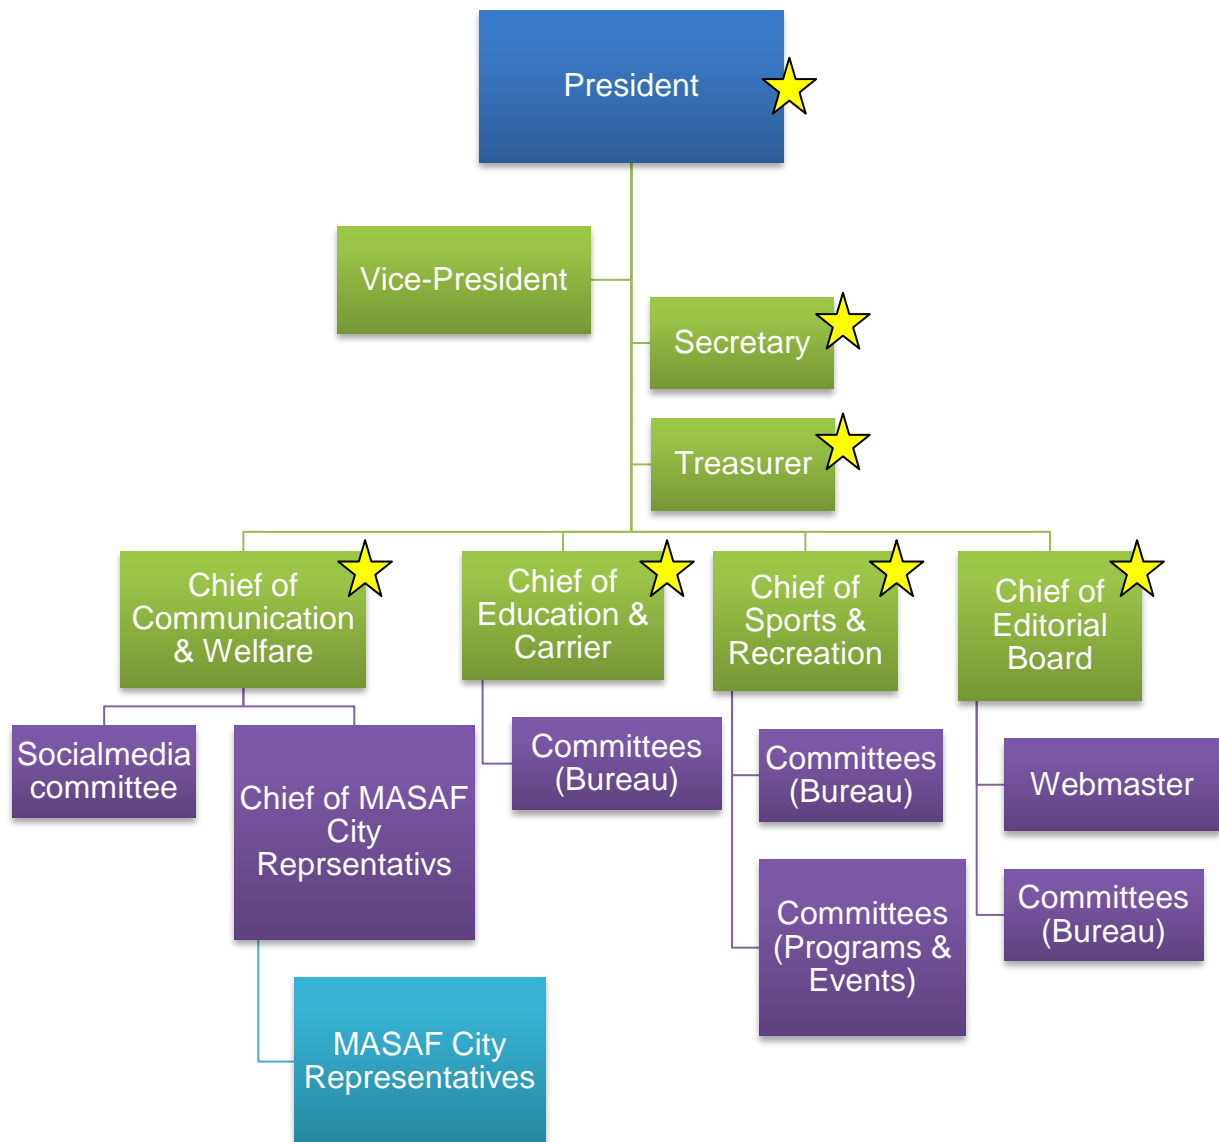 President
Vice-President
Secretary
Treasurer
Chief of
Communication
& Welfare
Chief of
Education &
Carrier
Chief of
Sports &
Recreation
Chief of
Editorial
Board
Socialmedia
committee
Chief of MASAF
City
Reprsentativs
Committees
(Bureau)
Committees
(Bureau)
Webmaster
Committees
(Programs &
Events)
Committees
(Bureau)
MASAF City
Representatives